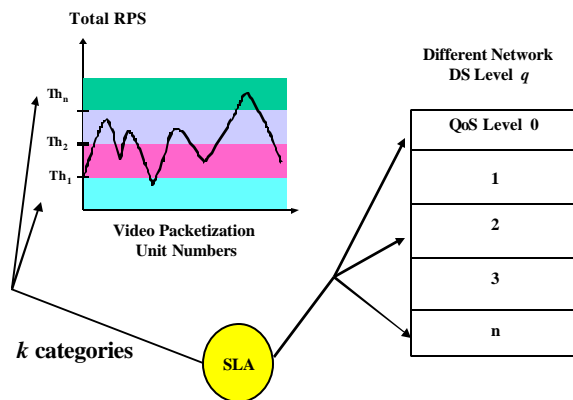 Total RPS
Th_n
Th_2
Th_1
Video Packetization
Unit Numbers
k categories
SLA
Different Network
DS Level q
QoS Level 0
1
2
3
n